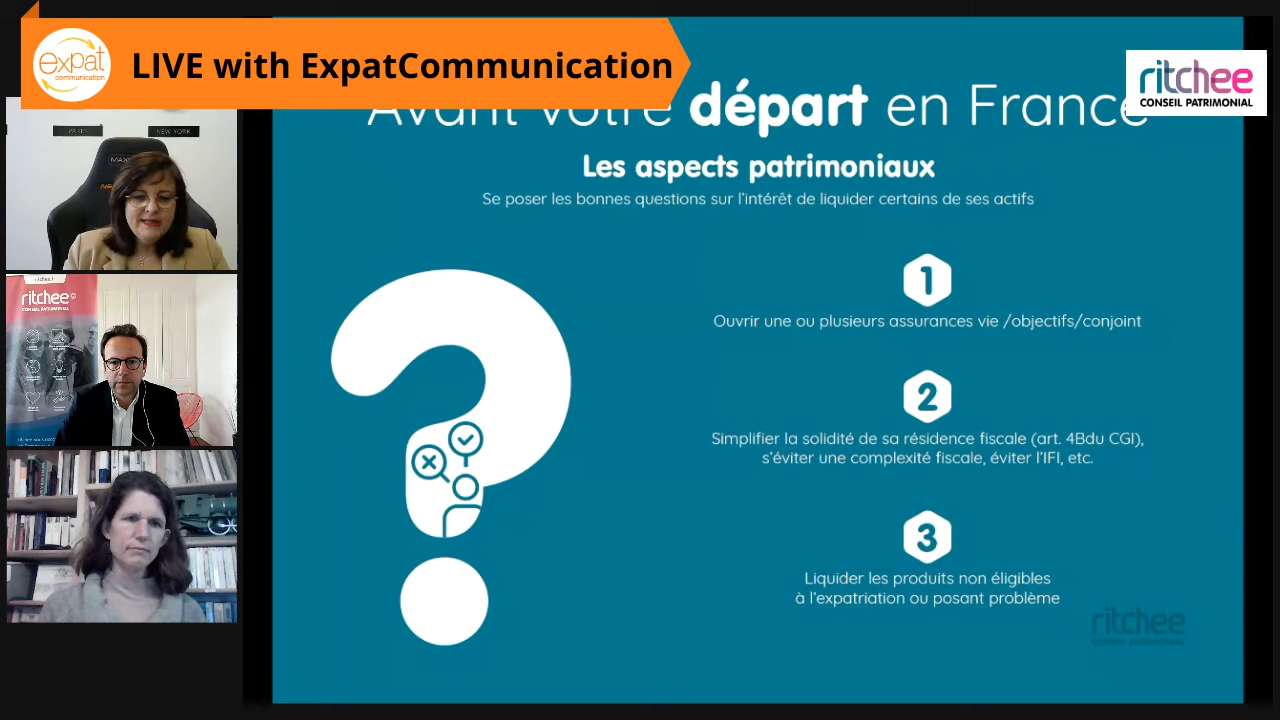 expat
communication
LIVE with ExpatCommunication
ritchee
CONSEIL PATRIMONIAL
Avant votre départ en France
Les aspects patrimoniaux
Se poser les bonnes questions sur l'intérêt de liquider certains de ses actifs
PARIS
NEW YORK
1
Ouvrir une ou plusieurs assurances vie /objectifs/conjoint
2
Simplifier la solidité de sa résidence fiscale (art. 4Bdu CGI),
s'éviter une complexité fiscale, éviter l'IFI, etc.
3
Liquider les produits non éligibles
à l'expatriation ou posant problème
ritchee
CONSEIL PATRIMONIAL
ritchee
CONSEIL PATRIMONIAL